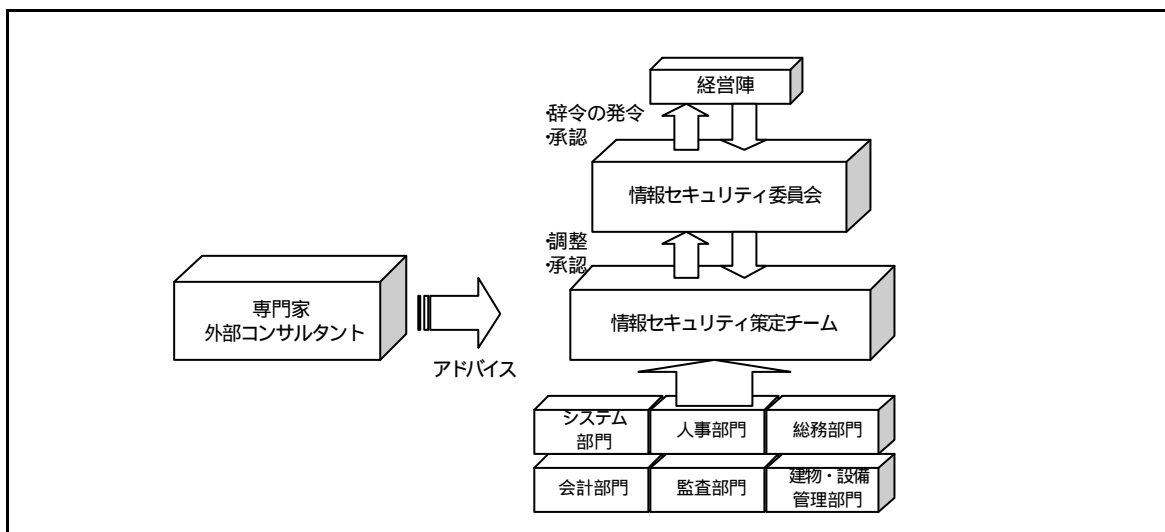 経営陣
・辞令の発令
・承認
情報セキュリティ委員会
・調整
・承認
専門家
外部コンサルタント
情報セキュリティ策定チーム
アドバイス
システム
部門
人事部門
総務部門
会計部門
監査部門
建物・設備
管理部門